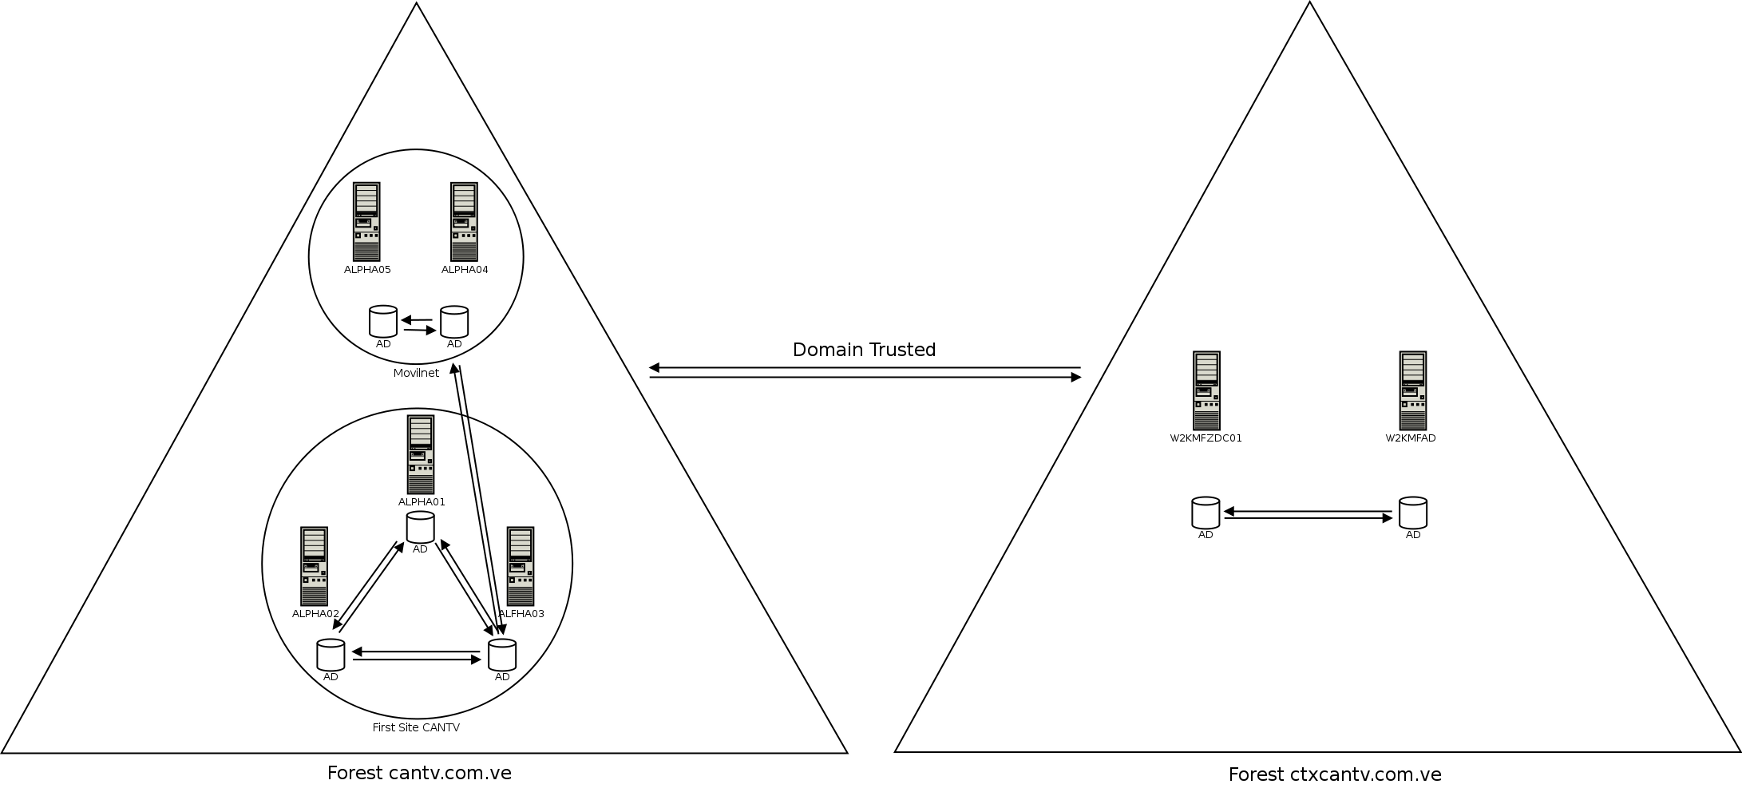 ALPHA05
ALPHA04
AD
AD
Movilnet
ALPHA01
AD
ALPHA02
ALFHA03
AD
AD
First Site CANTV
Forest cantv.com.ve
Domain Trusted
W2KMFZDC01
W2KMFAD
AD
AD
Forest ctxcantv.com.ve